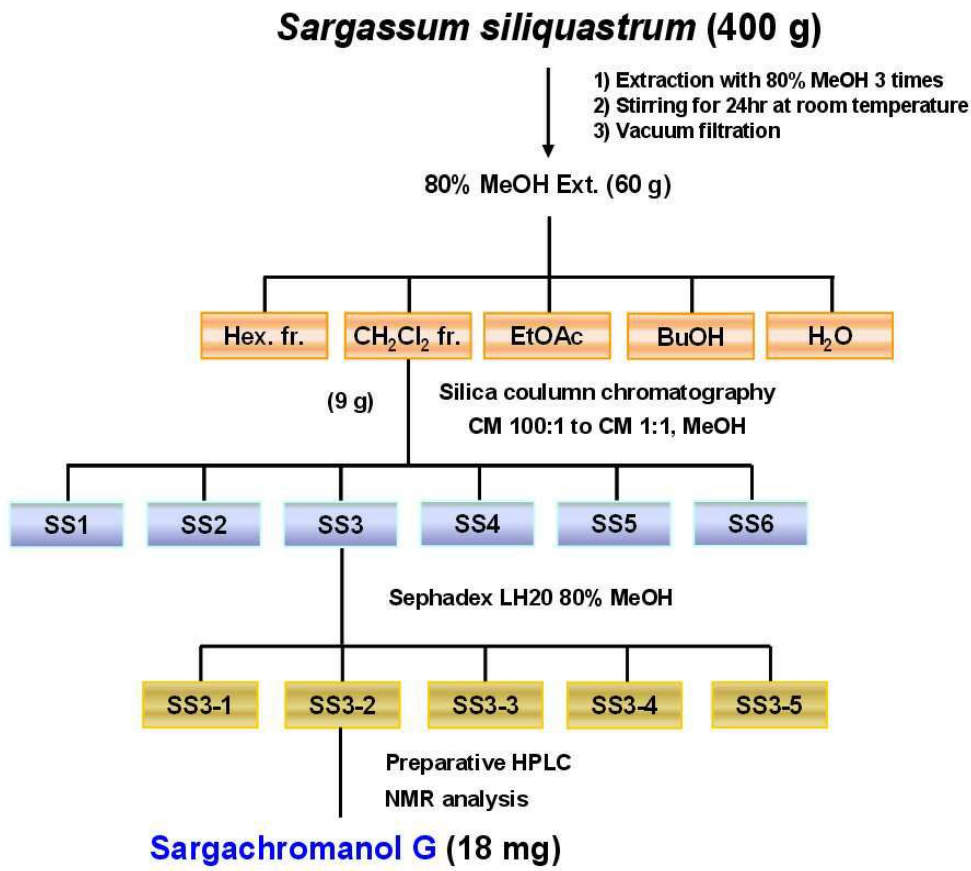 Sargassum siliquastrum (400 g)
1) Extraction with 80% MeOH 3 times
2) Stirring for 24hr at room temperature
3) Vacuum filtration
80% MeOH Ext. (60 g)
Hex. fr. CH₂Cl₂ fr. EtOAc BuOH H₂O
(9 g)
Silica coulumn chromatography
CM 100:1 to CM 1:1, MeOH
SS1 SS2 SS3 SS4 SS5 SS6
Sephadex LH20 80% MeOH
SS3-1 SS3-2 SS3-3 SS3-4 SS3-5
Preparative HPLC
NMR analysis
Sargachromanol G (18 mg)